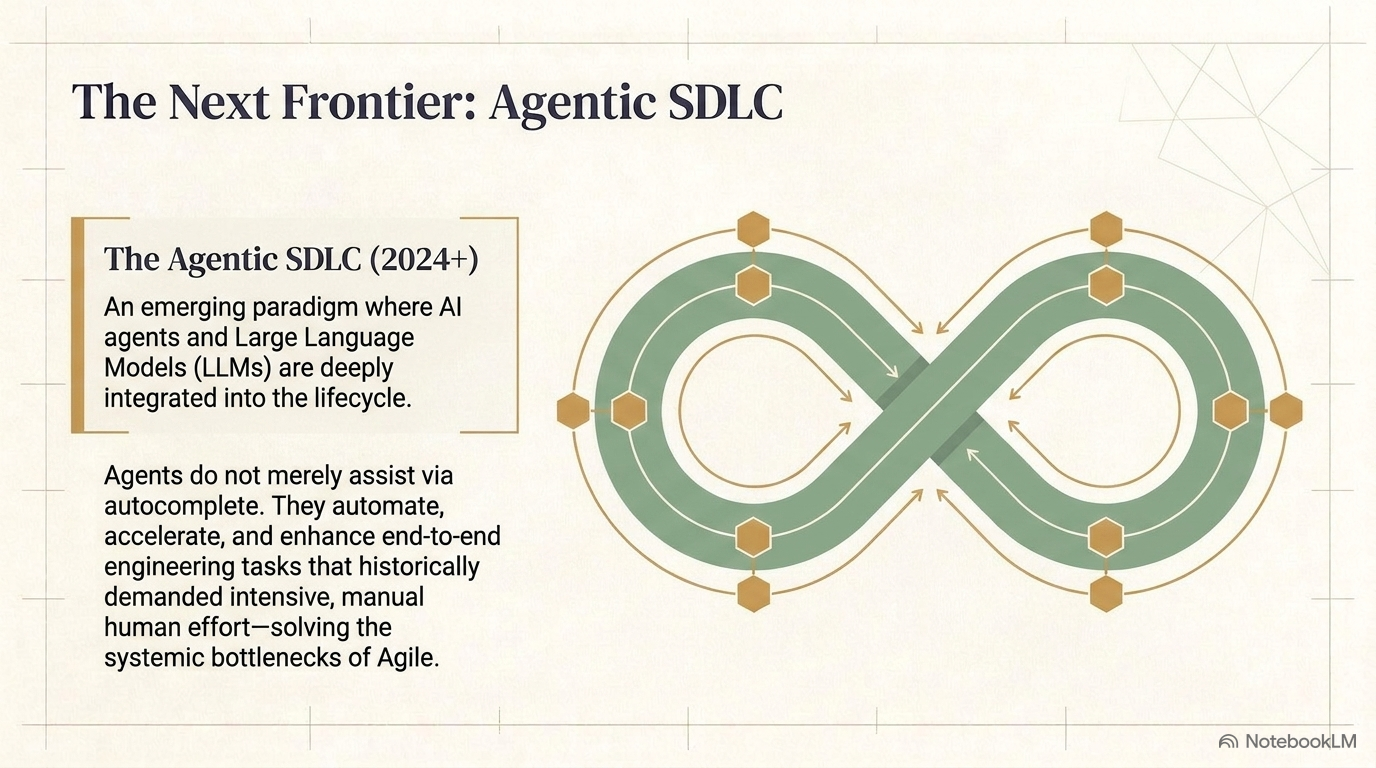 The Next Frontier: Agentic SDLC
The Agentic SDLC (2024+)
An emerging paradigm where AI
agents and Large Language
Models (LLMs) are deeply
integrated into the lifecycle.
Agents do not merely assist via
autocomplete. They automate,
accelerate, and enhance end-to-end
engineering tasks that historically
demanded intensive, manual
human effort—solving the
systemic bottlenecks of Agile.
NotebookLM